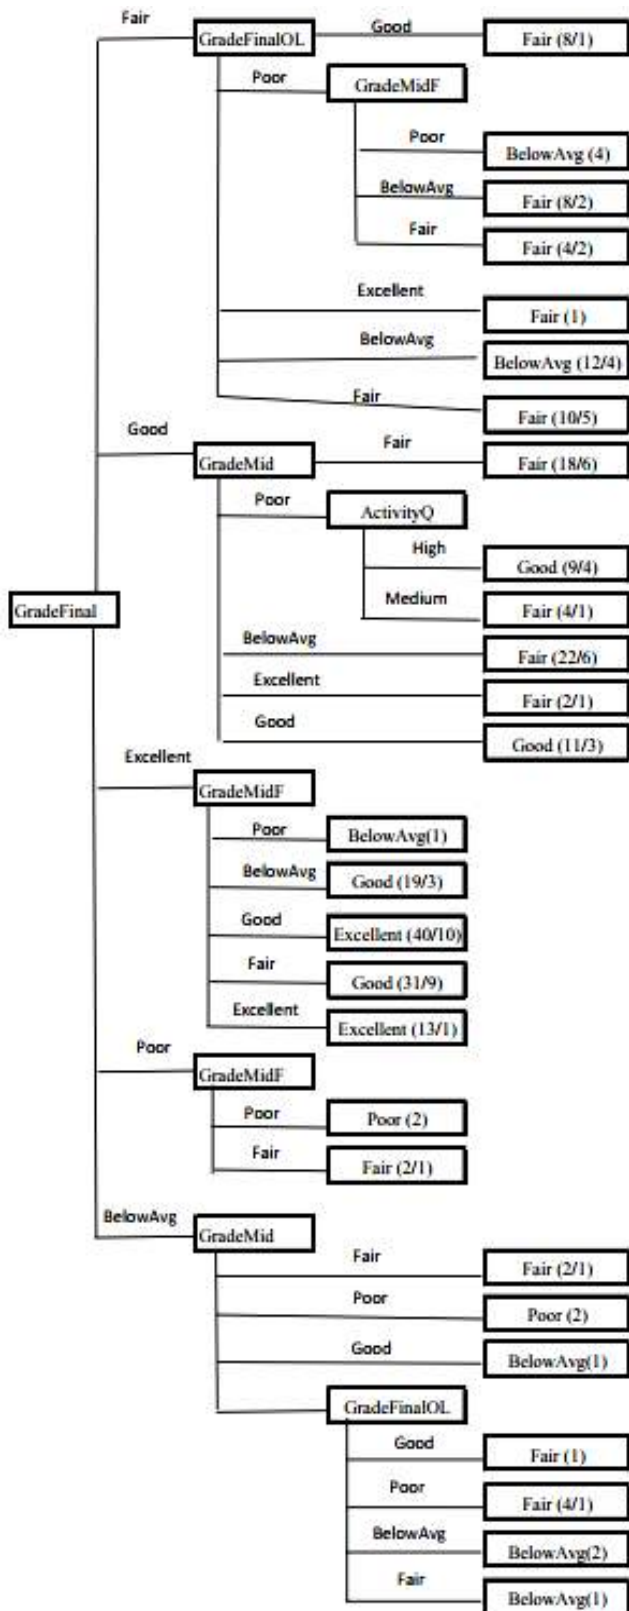 Fair
GradeFinalOL
Good
Fair (8/1)
Poor
GradeMidF
Poor
BelowAvg (4)
BelowAvg
Fair (8/2)
Fair
Fair (4/2)
Excellent
Fair (1)
BelowAvg
BelowAvg (12/4)
Fair
Fair (10/5)
Good
GradeMid
Fair
Fair (18/6)
Poor
ActivityQ
High
Good (9/4)
Medium
Fair (4/1)
GradeFinal
BelowAvg
Fair (22/6)
Excellent
Fair (2/1)
Good
Good (11/3)
Excellent
GradeMidF
Poor
BelowAvg(1)
BelowAvg
Good (19/3)
Good
Excellent (40/10)
Fair
Good (31/9)
Excellent
Excellent (13/1)
Poor
GradeMidF
Poor
Poor (2)
Fair
Fair (2/1)
BelowAvg
GradeMid
Fair
Fair (2/1)
Poor
Poor (2)
Good
BelowAvg(1)
GradeFinalOL
Good
Fair (1)
Poor
Fair (4/1)
BelowAvg
BelowAvg(2)
Fair
BelowAvg(1)